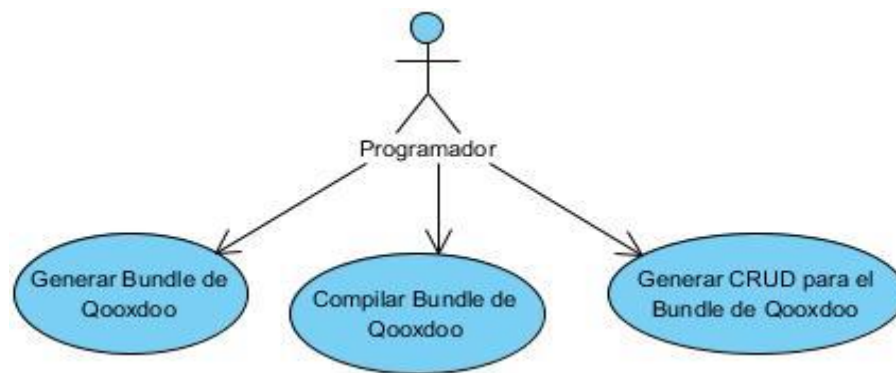 Programador
Generar Bundle de
Qooxdoo
Compilar Bundle de
Qooxdoo
Generar CRUD para el
Bundle de Qooxdoo